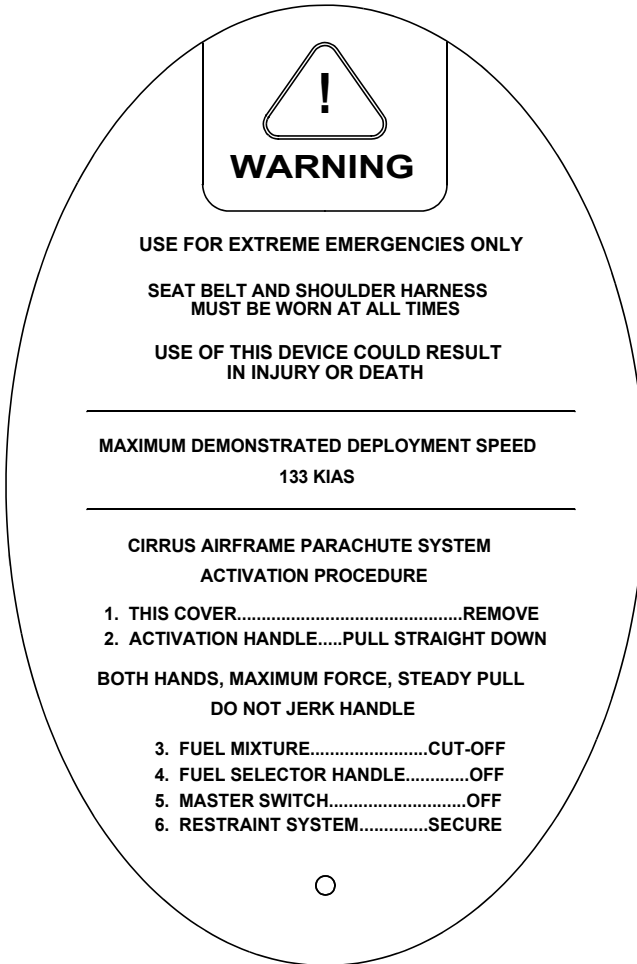 !
WARNING
USE FOR EXTREME EMERGENCIES ONLY
SEAT BELT AND SHOULDER HARNESS
MUST BE WORN AT ALL TIMES
USE OF THIS DEVICE COULD RESULT
IN INJURY OR DEATH
MAXIMUM DEMONSTRATED DEPLOYMENT SPEED
133 KIAS
CIRRUS AIRFRAME PARACHUTE SYSTEM
ACTIVATION PROCEDURE
1. THIS COVER..............................................REMOVE
2. ACTIVATION HANDLE.....PULL STRAIGHT DOWN
BOTH HANDS, MAXIMUM FORCE, STEADY PULL
DO NOT JERK HANDLE
3. FUEL MIXTURE........................CUT-OFF
4. FUEL SELECTOR HANDLE.............OFF
5. MASTER SWITCH............................OFF
6. RESTRAINT SYSTEM..............SECURE